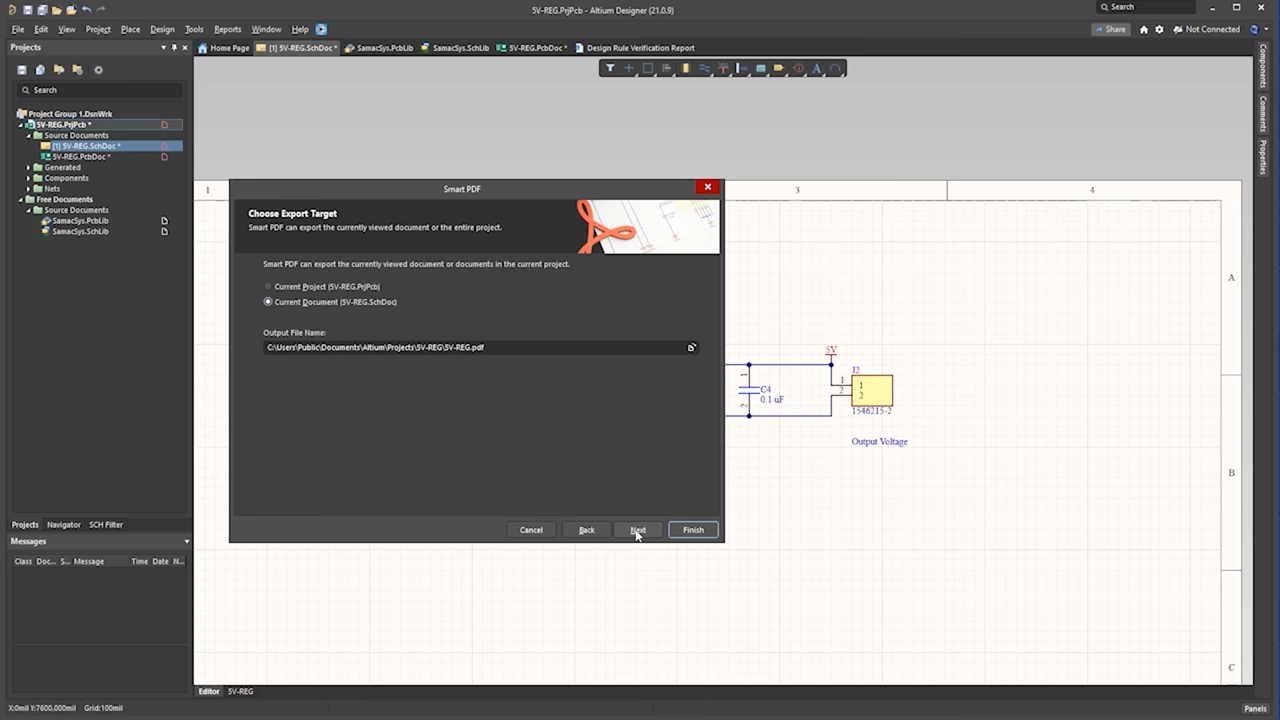 5V-REG.PrjPcb - Altium Designer (21.0.9)
Search
File Edit View Project Place Design Tools Reports Window Help
Share
Not Connected
Projects
Home Page
[1] 5V-REG.SchDoc *
SamacSys.PcbLib
SamacSys.SchLib
5V-REG.PcbDoc *
Design Rule Verification Report
Search
Project Group 1.DsnWrk
5V-REG.PrjPcb *
Source Documents
[1] 5V-REG.SchDoc *
5V-REG.PcbDoc *
Generated
Components
Nets
Free Documents
Source Documents
SamacSys.PcbLib
SamacSys.SchLib
Projects Navigator SCH Filter
Messages
Class Doc... S... Message Time Date N...
Smart PDF
Choose Export Target
Smart PDF can export the currently viewed document or the entire project.
Smart PDF can export the currently viewed document or documents in the current project.
Current Project (5V-REG.PrjPcb)
Current Document (5V-REG.SchDoc)
Output File Name:
C:\Users\Public\Documents\Altium\Projects\5V-REG\5V-REG.pdf
Cancel Back Next Finish
1 3 4
A
B
C
5V
J2
1
2
1
2
1546215-2
Output Voltage
1
C4
0.1 uF
2
Components
Comments
Properties
Editor 5V-REG
X:0mil Y:7600.000mil Grid:100mil
Panels